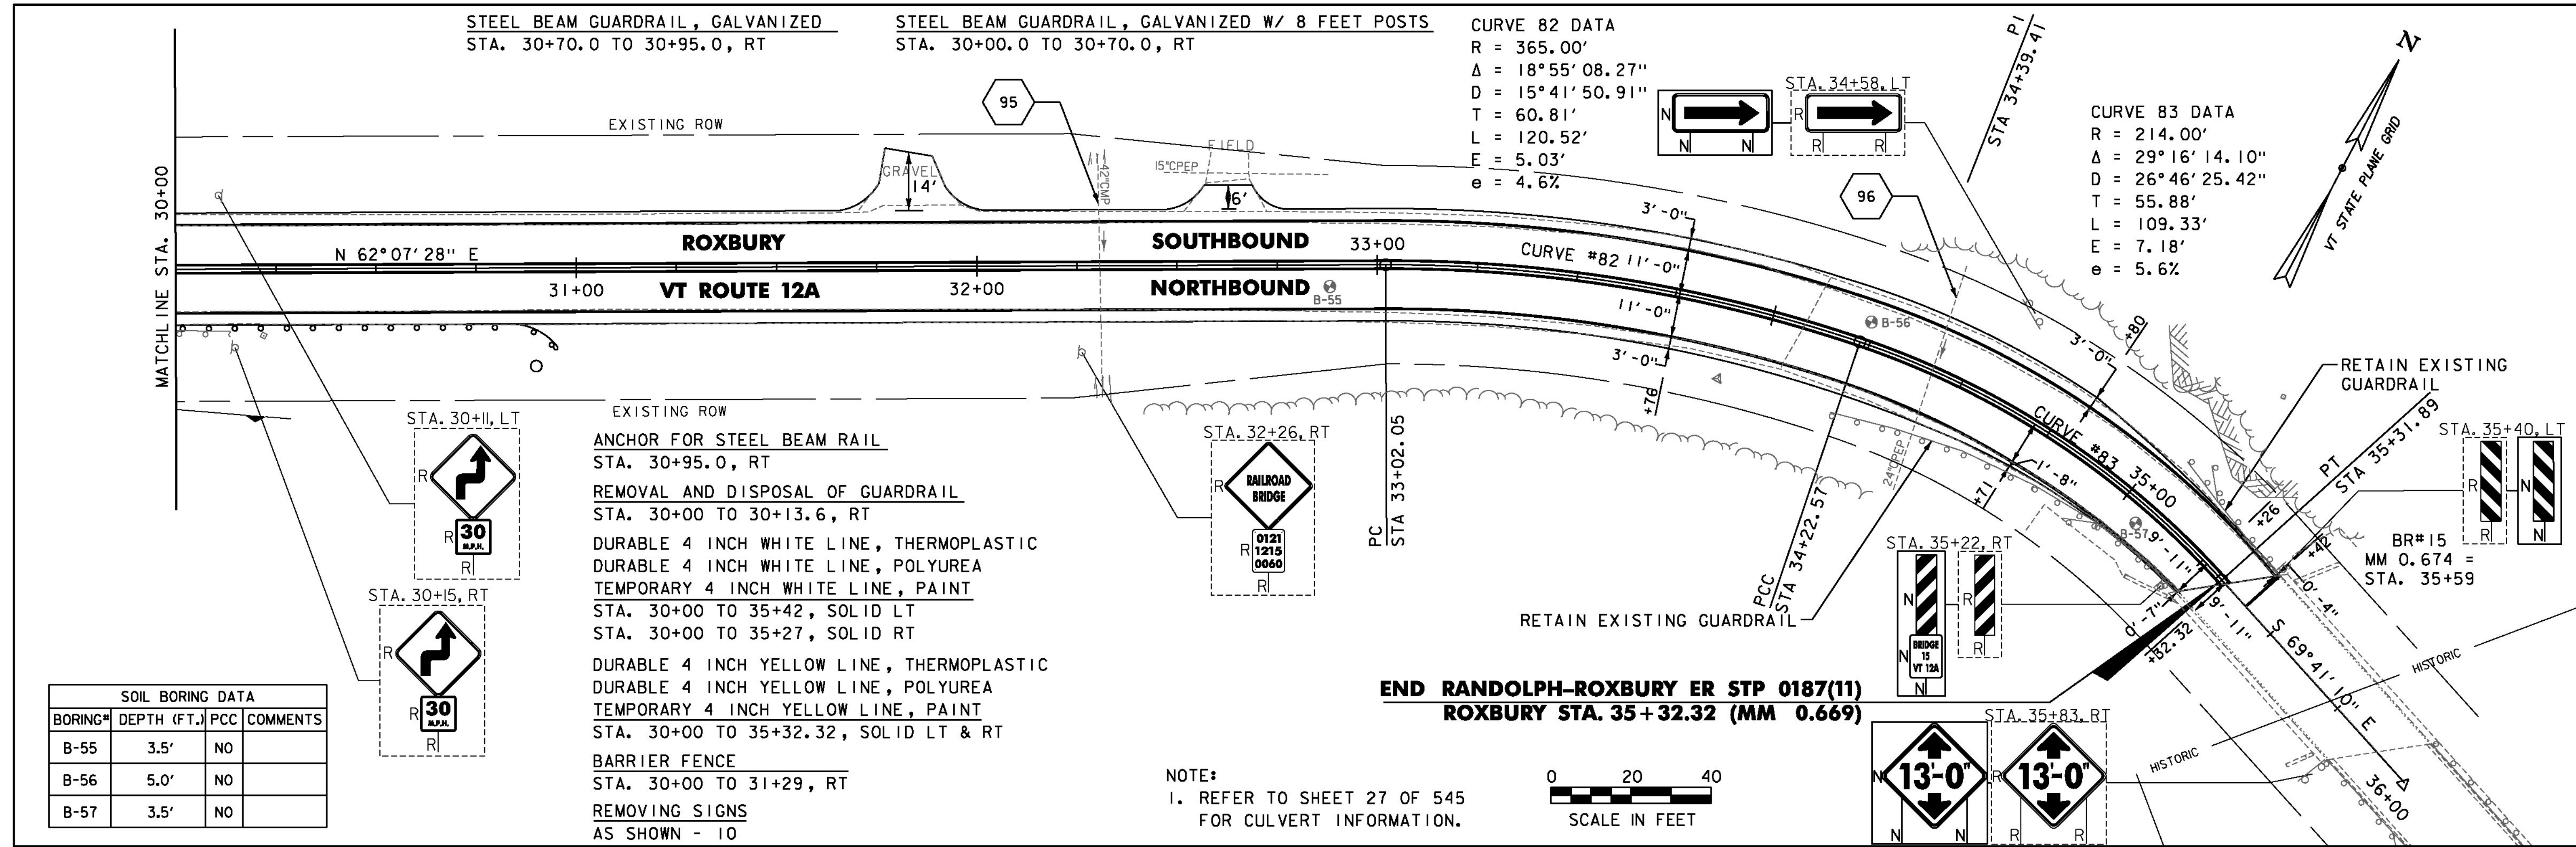 STEEL BEAM GUARDRAIL, GALVANIZED
STA. 30+70.0 TO 30+95.0, RT
STEEL BEAM GUARDRAIL, GALVANIZED W/ 8 FEET POSTS
STA. 30+00.0 TO 30+70.0, RT
CURVE 82 DATA
R = 365.00'
Δ = 18°55'08.27"
D = 15°41'50.91"
T = 60.81'
L = 120.52'
E = 5.03'
e = 4.6%
CURVE 83 DATA
R = 214.00'
Δ = 29°16'14.10"
D = 26°46'25.42"
T = 55.88'
L = 109.33'
E = 7.18'
e = 5.6%
PI
STA 34+39.41
N
VT STATE PLANE GRID
STA. 34+58, LT
N
N N
R
R R
95
96
EXISTING ROW
GRAVEL
14'
42"CMP
15"CPEP
FIELD
6'
MATCHLINE STA. 30+00
N 62°07'28" E
ROXBURY
SOUTHBOUND
33+00
CURVE #82
31+00
VT ROUTE 12A
32+00
NORTHBOUND
B-55
3'-0"
11'-0"
11'-0"
3'-0"
+76
B-56
+80
3'-0"
24"CPEP
RETAIN EXISTING
GUARDRAIL
CURVE #83
35+00
1'-8"
+71
PT
STA 35+31.89
+26
+42
B-57
9'-11"
9'-11"
0'-7"
0'-4"
+32.32
STA. 35+40, LT
R
R
N
N
BR#15
MM 0.674 =
STA. 35+59
S 69°41'10" E
HISTORIC
HISTORIC
36+00
EXISTING ROW
STA. 30+11, LT
R
R
30
M.P.H.
R
STA. 30+15, RT
R
R
30
M.P.H.
R
STA. 32+26, RT
R
RAILROAD
BRIDGE
R
0121
1215
0060
R
PC
STA 33+02.05
PCC
STA 34+22.57
RETAIN EXISTING GUARDRAIL
STA. 35+22, RT
N
N
BRIDGE
15
VT 12A
N
R
R
END RANDOLPH-ROXBURY ER STP 0187(11)
ROXBURY STA. 35+32.32 (MM 0.669)
STA. 35+83, RT
N
13'-0"
N N
R
13'-0"
R R
ANCHOR FOR STEEL BEAM RAIL
STA. 30+95.0, RT
REMOVAL AND DISPOSAL OF GUARDRAIL
STA. 30+00 TO 30+13.6, RT
DURABLE 4 INCH WHITE LINE, THERMOPLASTIC
DURABLE 4 INCH WHITE LINE, POLYUREA
TEMPORARY 4 INCH WHITE LINE, PAINT
STA. 30+00 TO 35+42, SOLID LT
STA. 30+00 TO 35+27, SOLID RT
DURABLE 4 INCH YELLOW LINE, THERMOPLASTIC
DURABLE 4 INCH YELLOW LINE, POLYUREA
TEMPORARY 4 INCH YELLOW LINE, PAINT
STA. 30+00 TO 35+32.32, SOLID LT & RT
BARRIER FENCE
STA. 30+00 TO 31+29, RT
REMOVING SIGNS
AS SHOWN - 10
SOIL BORING DATA
BORING# DEPTH (FT.) PCC COMMENTS
B-55 3.5' NO
B-56 5.0' NO
B-57 3.5' NO
NOTE:
1. REFER TO SHEET 27 OF 545
FOR CULVERT INFORMATION.
0 20 40
SCALE IN FEET